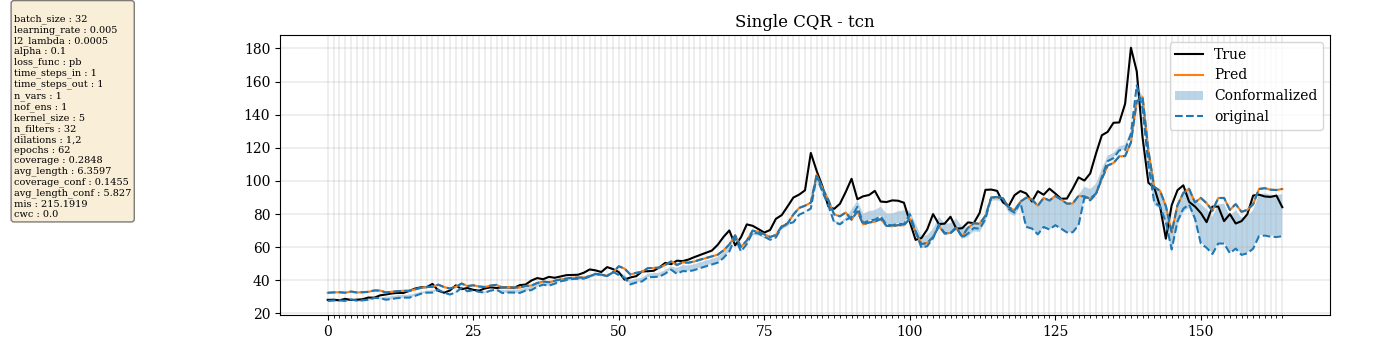 batch_size : 32
learning_rate : 0.005
l2_lambda : 0.0005
alpha : 0.1
loss_func : pb
time_steps_in : 1
time_steps_out : 1
n_vars : 1
nof_ens : 1
kernel_size : 5
n_filters : 32
dilations : 1,2
epochs : 62
coverage : 0.2848
avg_length : 6.3597
coverage_conf : 0.1455
avg_length_conf : 5.827
mis : 215.1919
cwc : 0.0
Single CQR - tcn
180
160
140
120
100
80
60
40
20
0 25 50 75 100 125 150
True
Pred
Conformalized
original